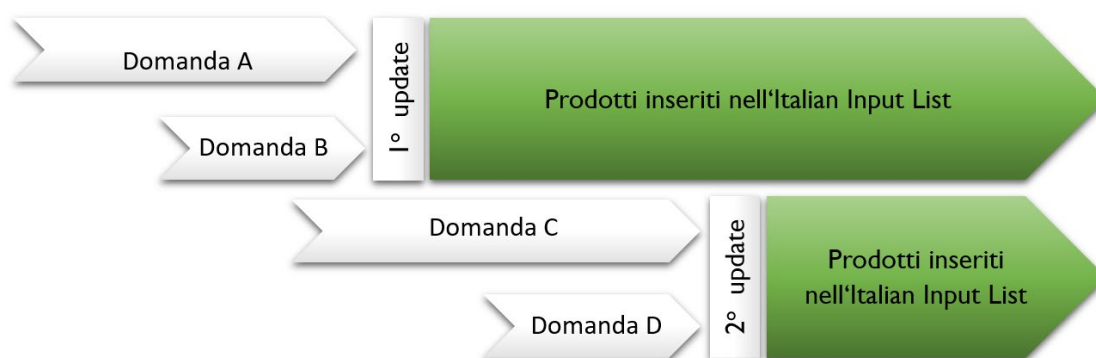 Domanda A
Domanda B
1° update
Prodotti inseriti nell‘Italian Input List
Domanda C
Domanda D
2° update
Prodotti inseriti
nell‘Italian Input List